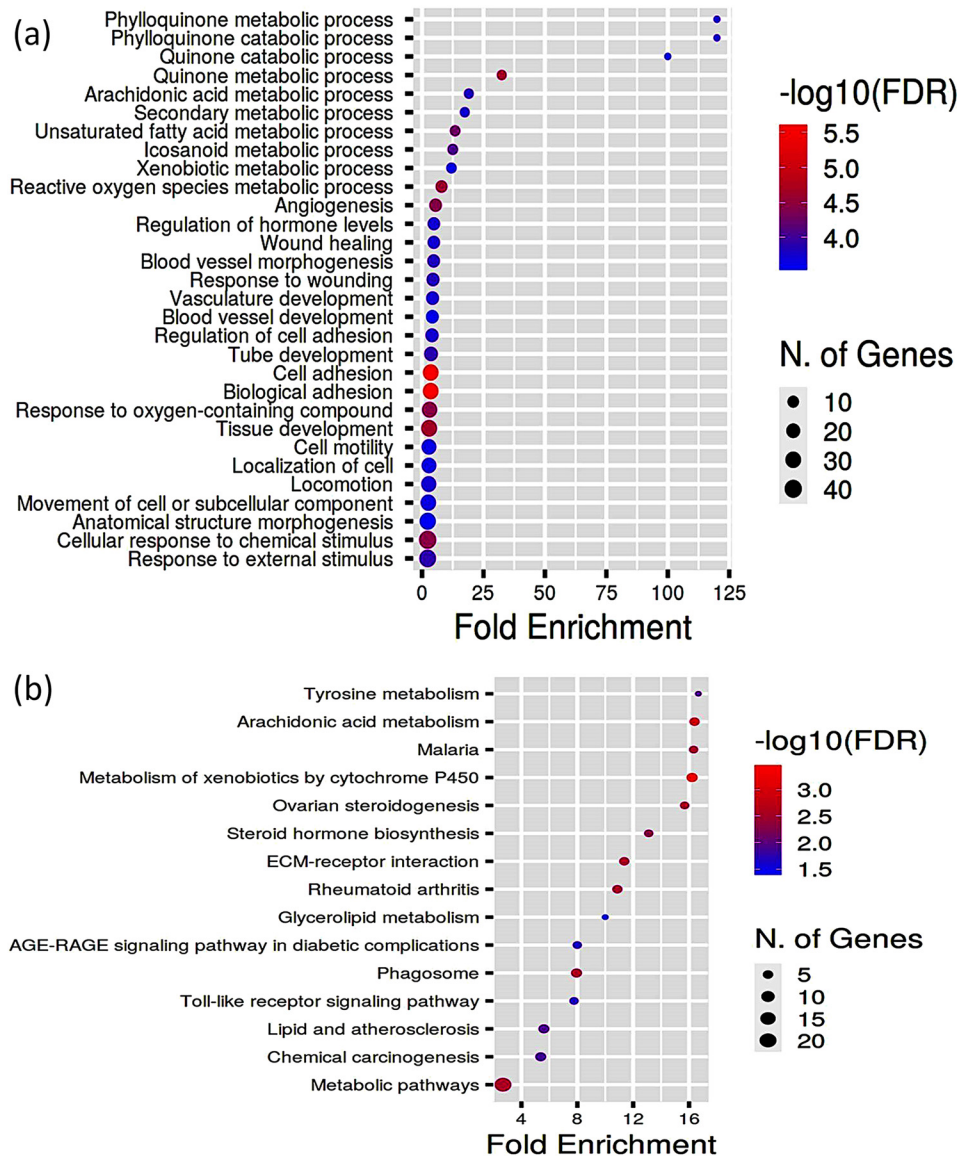 (a)
Phylloquinone metabolic process
Phylloquinone catabolic process
Quinone catabolic process
Quinone metabolic process
Arachidonic acid metabolic process
Secondary metabolic process
Unsaturated fatty acid metabolic process
Icosanoid metabolic process
Xenobiotic metabolic process
Reactive oxygen species metabolic process
Angiogenesis
Regulation of hormone levels
Wound healing
Blood vessel morphogenesis
Response to wounding
Vasculature development
Blood vessel development
Regulation of cell adhesion
Tube development
Cell adhesion
Biological adhesion
Response to oxygen-containing compound
Tissue development
Cell motility
Localization of cell
Locomotion
Movement of cell or subcellular component
Anatomical structure morphogenesis
Cellular response to chemical stimulus
Response to external stimulus
0 25 50 75 100 125
Fold Enrichment
-log10(FDR)
5.5
5.0
4.5
4.0
N. of Genes
10
20
30
40
(b)
Tyrosine metabolism
Arachidonic acid metabolism
Malaria
Metabolism of xenobiotics by cytochrome P450
Ovarian steroidogenesis
Steroid hormone biosynthesis
ECM-receptor interaction
Rheumatoid arthritis
Glycerolipid metabolism
AGE-RAGE signaling pathway in diabetic complications
Phagosome
Toll-like receptor signaling pathway
Lipid and atherosclerosis
Chemical carcinogenesis
Metabolic pathways
4 8 12 16
Fold Enrichment
-log10(FDR)
3.0
2.5
2.0
1.5
N. of Genes
5
10
15
20